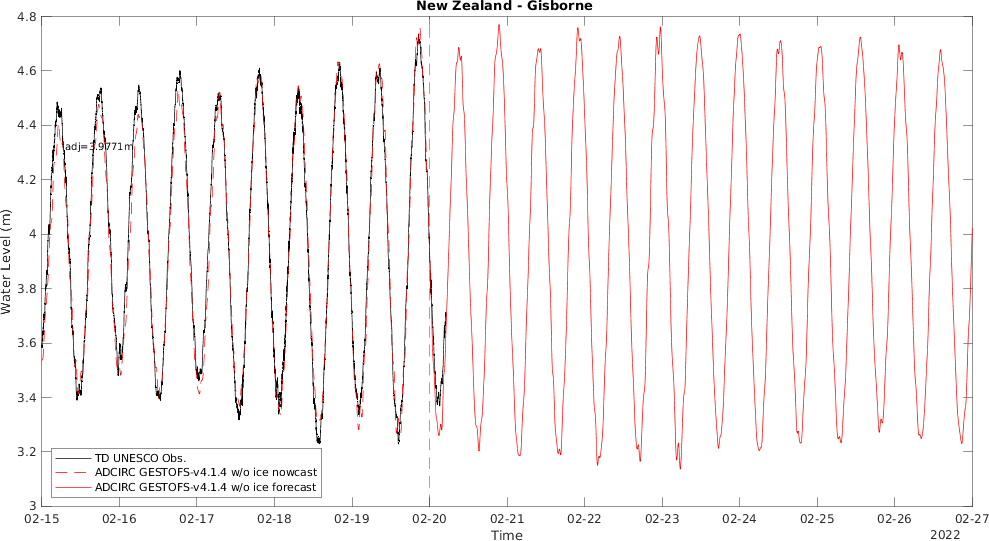 New Zealand - Gisborne
4.8
4.6
4.4
4.2
4
3.8
3.6
3.4
3.2
3
Water Level (m)
adj=3.9771m
TD UNESCO Obs.
ADCIRC GESTOFS-v4.1.4 w/o ice nowcast
ADCIRC GESTOFS-v4.1.4 w/o ice forecast
02-15 02-16 02-17 02-18 02-19 02-20 02-21 02-22 02-23 02-24 02-25 02-26 02-27
Time
2022